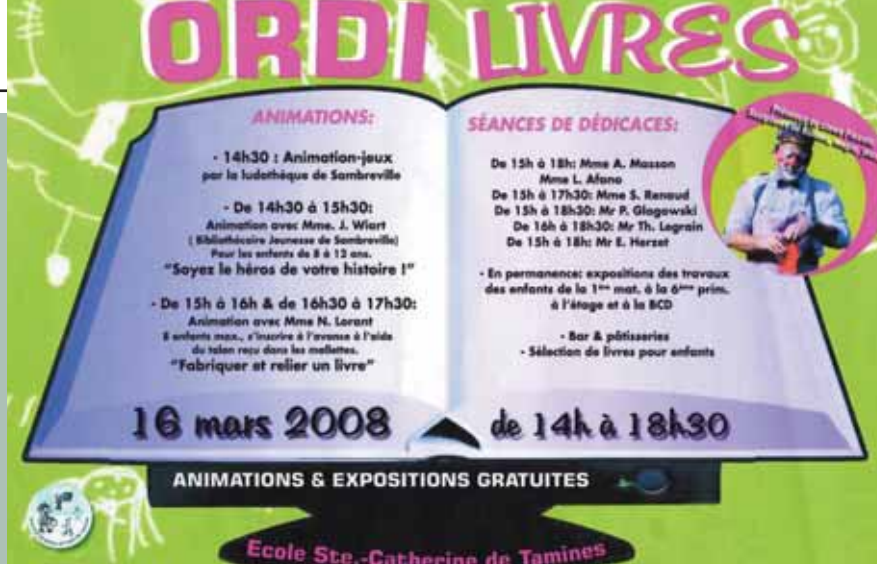 ORDI LIVRES
ANIMATIONS:
- 14h30 : Animation-jeux
par la ludothèque de Sambreville
- De 14h30 à 15h30:
Animation avec Mme. J. Wiart
( Bibliothécaire Jeunesse de Sambreville)
Pour les enfants de 8 à 12 ans.
"Soyez le héros de votre histoire !"
- De 15h à 16h & de 16h30 à 17h30:
Animation avec Mme N. Lorant
8 enfants max., s'inscrire à l'avance à l'aide
du talon reçu dans les mallettes.
"Fabriquer et relier un livre"
16 mars 2008
SÉANCES DE DÉDICACES:
De 15h à 18h: Mme A. Masson
Mme L. Afano
De 15h à 17h30: Mme S. Renaud
De 15h à 18h30: Mr P. Glogowski
De 16h à 18h30: Mr Th. Legrain
De 15h à 18h: Mr E. Herzet
- En permanence: expositions des travaux
des enfants de la 1ère mat. à la 6ème prim.
à l'étage et à la BCD
- Bar & pâtisseries
- Sélection de livres pour enfants
de 14h à 18h30
ANIMATIONS & EXPOSITIONS GRATUITES
Ecole Ste.-Catherine de Tamines